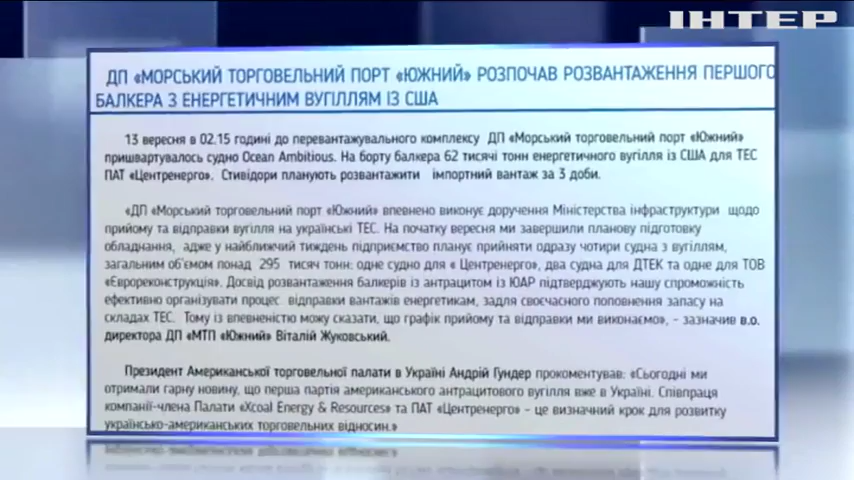 ІНТЕР
ДП «МОРСЬКИЙ ТОРГОВЕЛЬНИЙ ПОРТ «ЮЖНИЙ» РОЗПОЧАВ РОЗВАНТАЖЕННЯ ПЕРШОГО
БАЛКЕРА З ЕНЕРГЕТИЧНИМ ВУГІЛЛЯМ ІЗ США
13 вересня в 02.15 годині до перевантажувального комплексу ДП «Морський торговельний порт «Южний»
пришвартувалось судно Ocean Ambitious. На борту балкера 62 тисячі тонн енергетичного вугілля із США для ТЕС
ПАТ «Центренерго». Стивідори планують розвантажити імпортний вантаж за 3 доби.
«ДП «Морський торговельний порт «Южний» впевнено виконує доручення Міністерства інфраструктури щодо
прийому та відправки вугілля на українські ТЕС. На початку вересня ми завершили планову підготовку
обладнання, адже у найближчий тиждень підприємство планує прийняти одразу чотири судна з вугіллям,
загальним об'ємом понад 295 тисяч тонн: одне судно для « Центренерго», два судна для ДТЕК та одне для ТОВ
«Єврореконструкція». Досвід розвантаження балкерів із антрацитом із ЮАР підтверджують нашу спроможність
ефективно організувати процес відправки вантажів енергетикам, задля своєчасного поповнення запасу на
складах ТЕС. Тому із впевненістю можу сказати, що графік прийому та відправки ми виконаємо», - зазначив в.о.
директора ДП «МТП «Южний» Віталій Жуковський.
Президент Американської торговельної палати в Україні Андрій Гундер прокоментував: «Сьогодні ми
отримали гарну новину, що перша партія американського антрацитового вугілля вже в Україні. Співпраця
компанії-члена Палати «Xcoal Energy & Resources» та ПАТ «Центренерго» - це визначний крок для розвитку
українсько-американських торговельних відносин.»